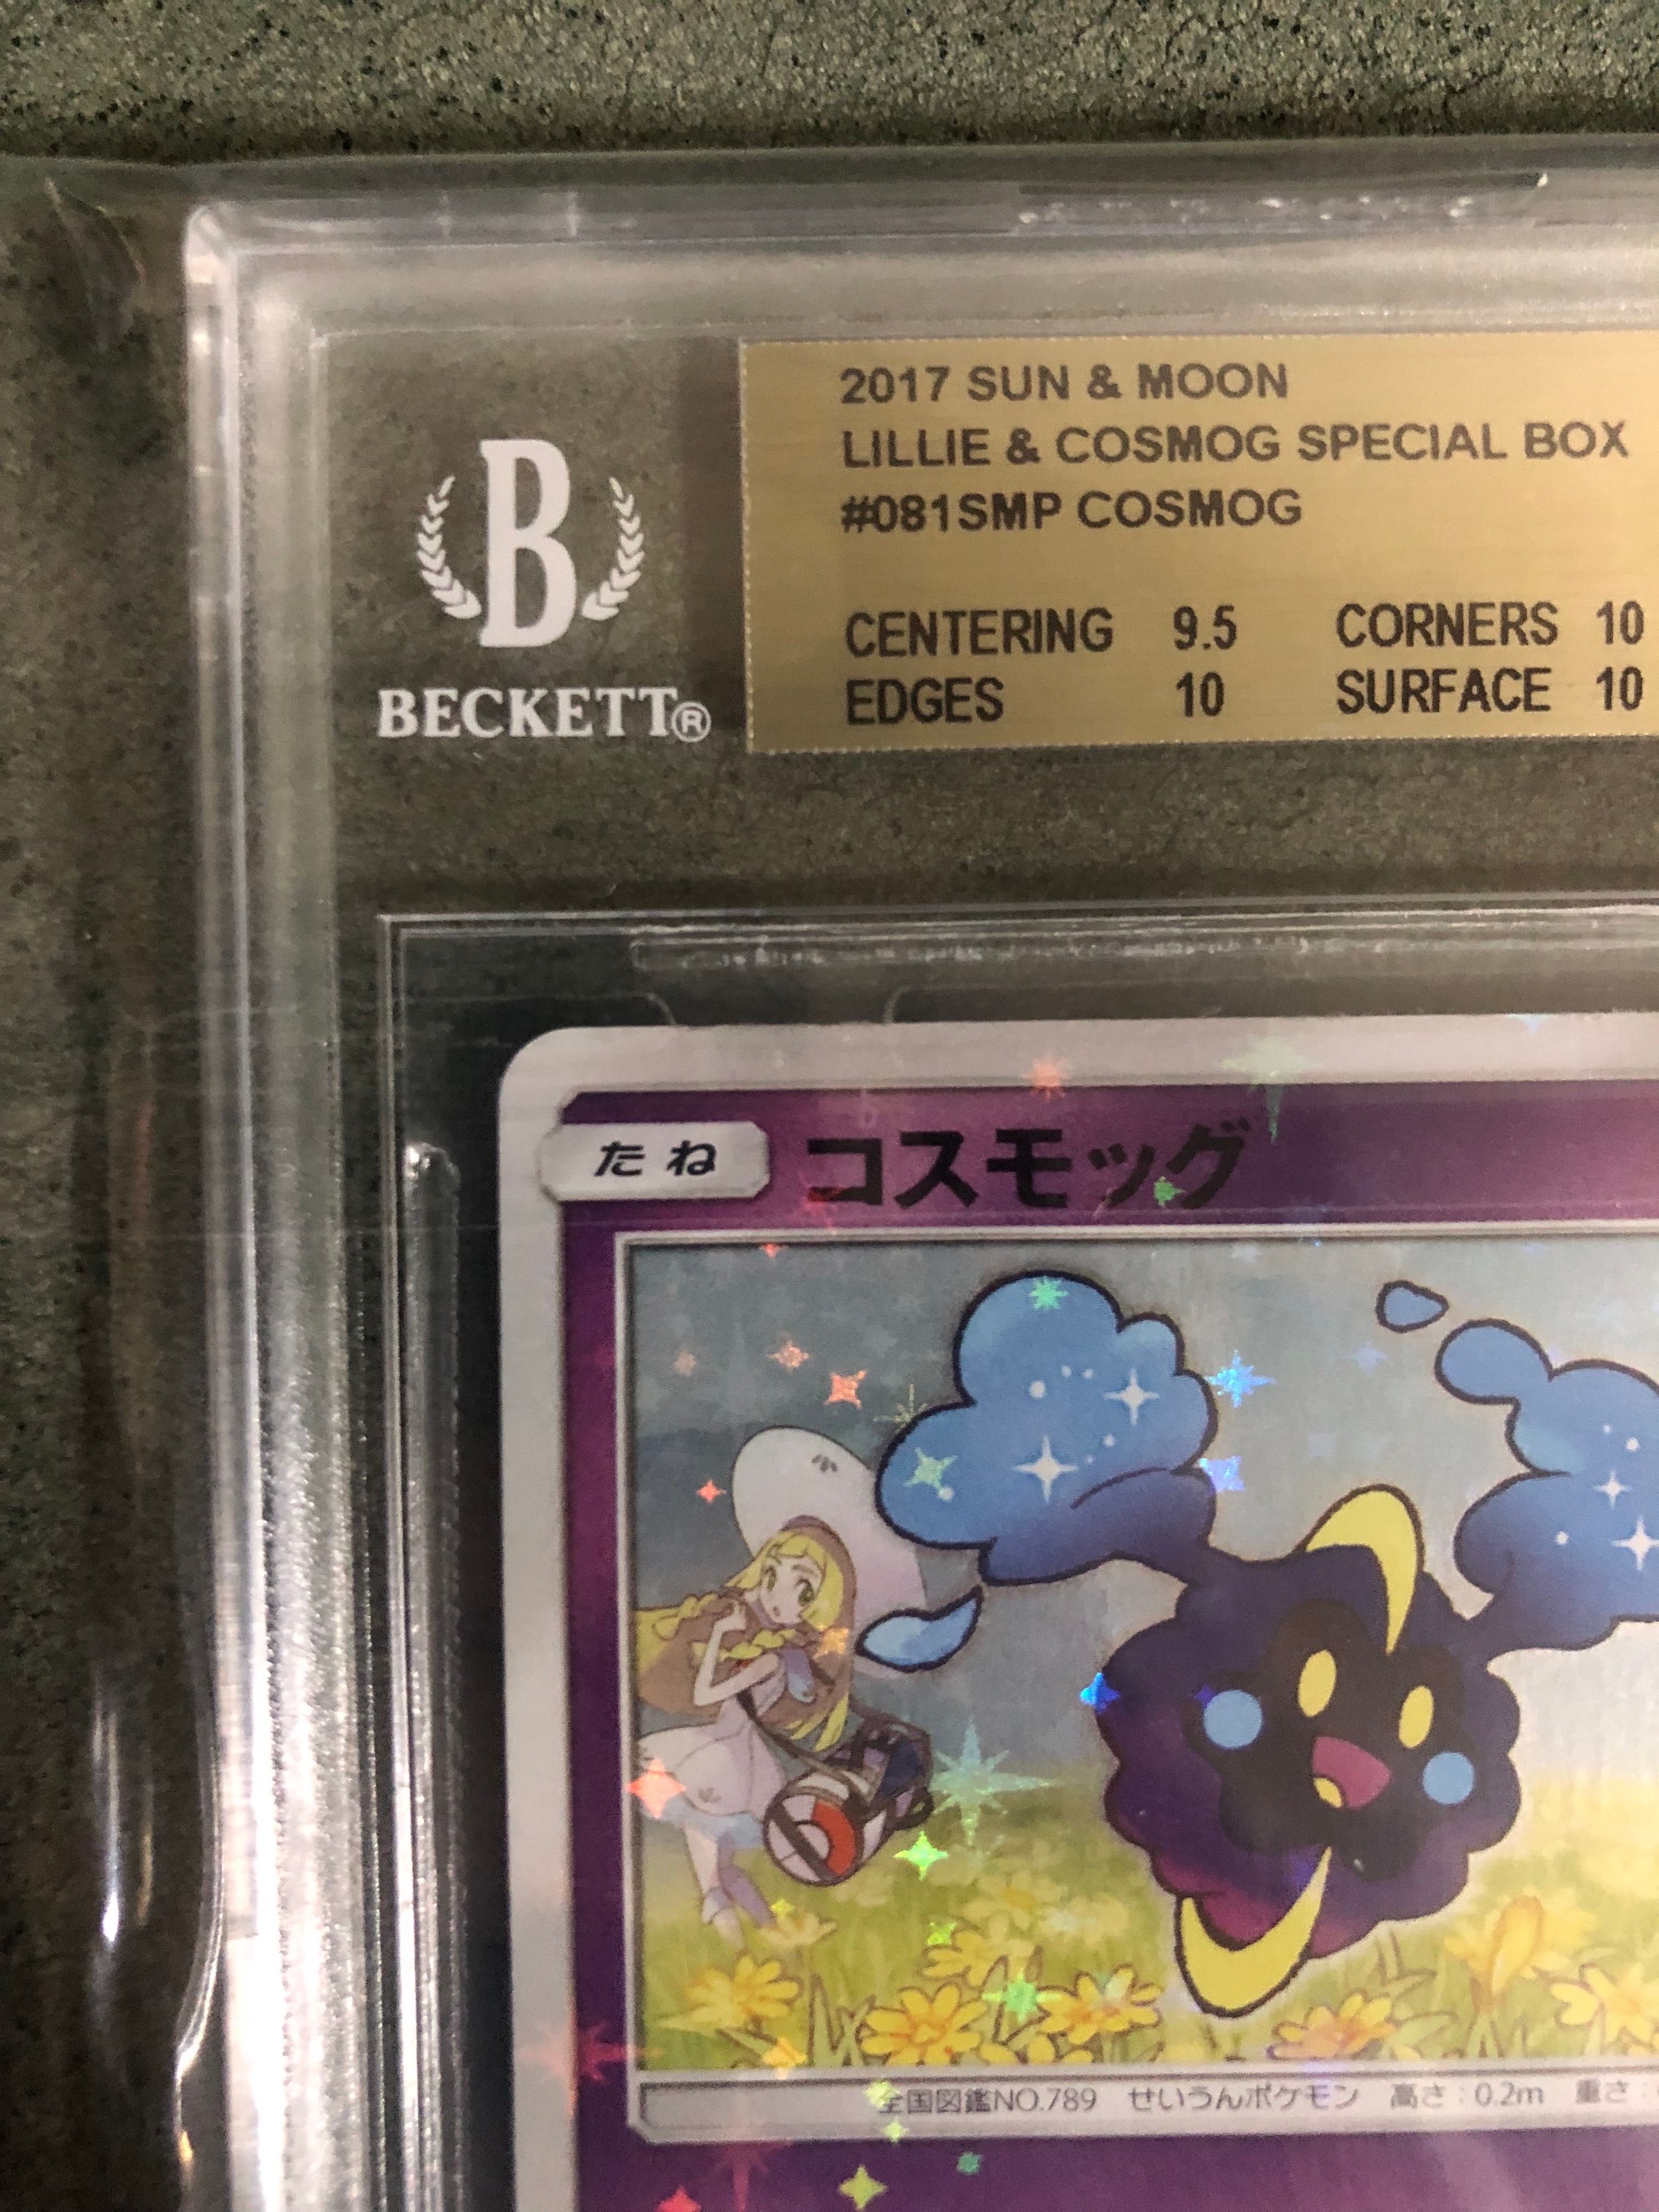 2017 SUN & MOON
LILLIE & COSMOG SPECIAL BOX
#081SMP COSMOG
CENTERING 9.5 CORNERS 10
EDGES 10 SURFACE 10
B
BECKETT®
たね コスモッグ
全国図鑑NO.789 せいうんポケモン 高さ:0.2m 重さ: